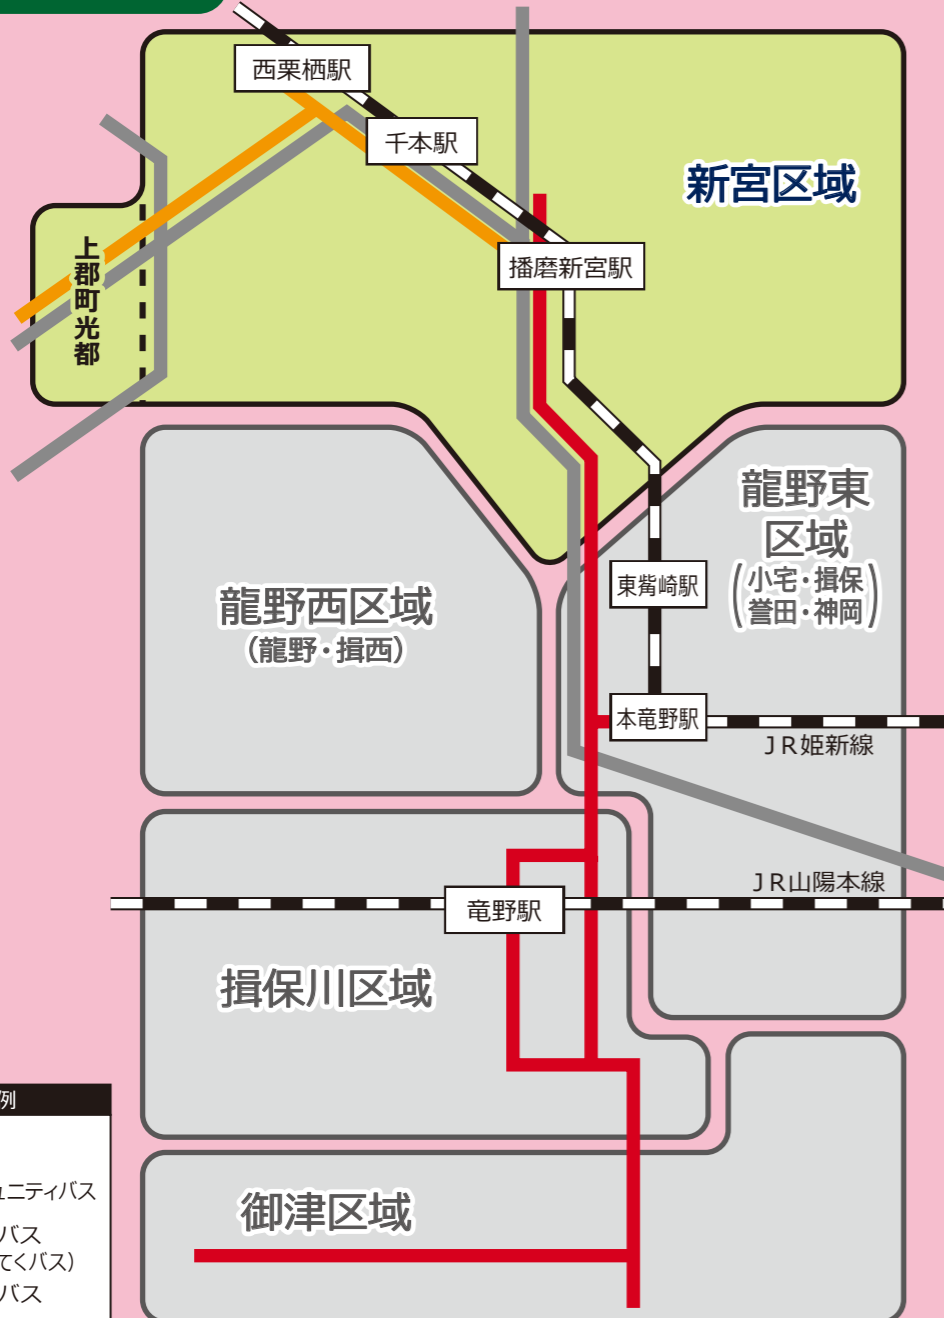 西栗栖駅
千本駅
新宮区域
播磨新宮駅
上郡町光都
龍野東
区域
(小宅・揖保
誉田・神岡)
東觜崎駅
龍野西区域
(龍野・揖西)
本竜野駅
JR姫新線
JR山陽本線
竜野駅
揖保川区域
例
ュニティバス
バス
てくバス)
バス
御津区域